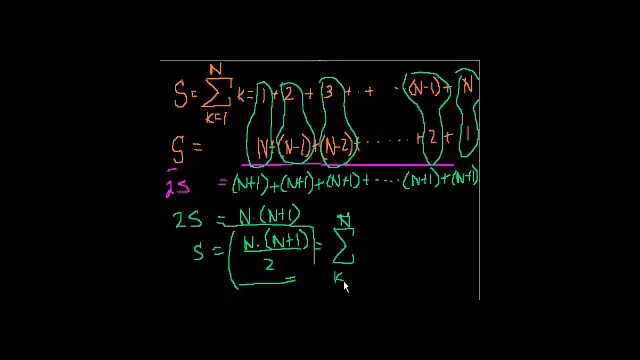 S = N∑K=1 K = 1 + 2 + 3 + · + · · (N-1) + N
S = N + (N-1) + (N-2) + · · · · · · + 2 + 1
2S = (N+1) + (N+1) + (N+1) + · · · · (N+1) + (N+1)
2S = N · (N+1)
S = N · (N+1) / 2 = N∑K